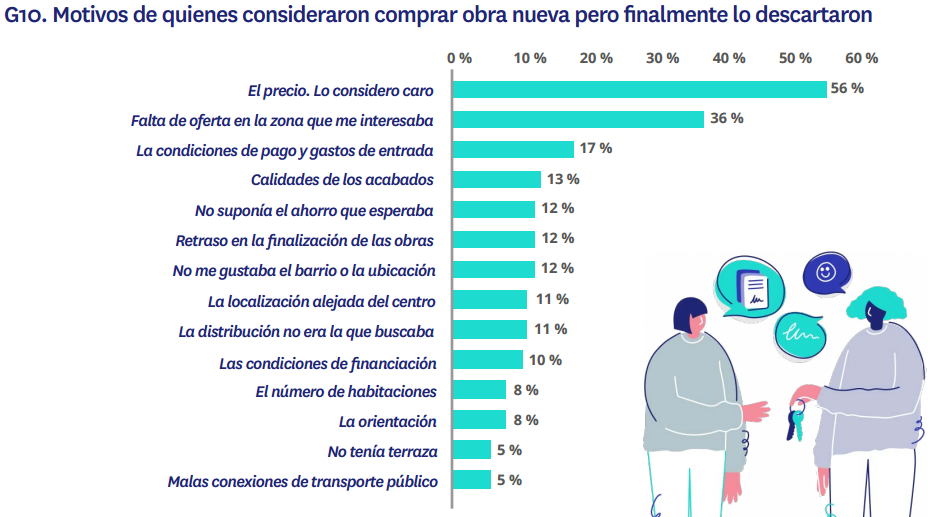 G10. Motivos de quienes consideraron comprar obra nueva pero finalmente lo descartaron
0 % 10 % 20 % 30 % 40 % 50 % 60 %
El precio. Lo considero caro 56 %
Falta de oferta en la zona que me interesaba 36 %
La condiciones de pago y gastos de entrada 17 %
Calidades de los acabados 13 %
No suponía el ahorro que esperaba 12 %
Retraso en la finalización de las obras 12 %
No me gustaba el barrio o la ubicación 12 %
La localización alejada del centro 11 %
La distribución no era la que buscaba 11 %
Las condiciones de financiación 10 %
El número de habitaciones 8 %
La orientación 8 %
No tenía terraza 5 %
Malas conexiones de transporte público 5 %